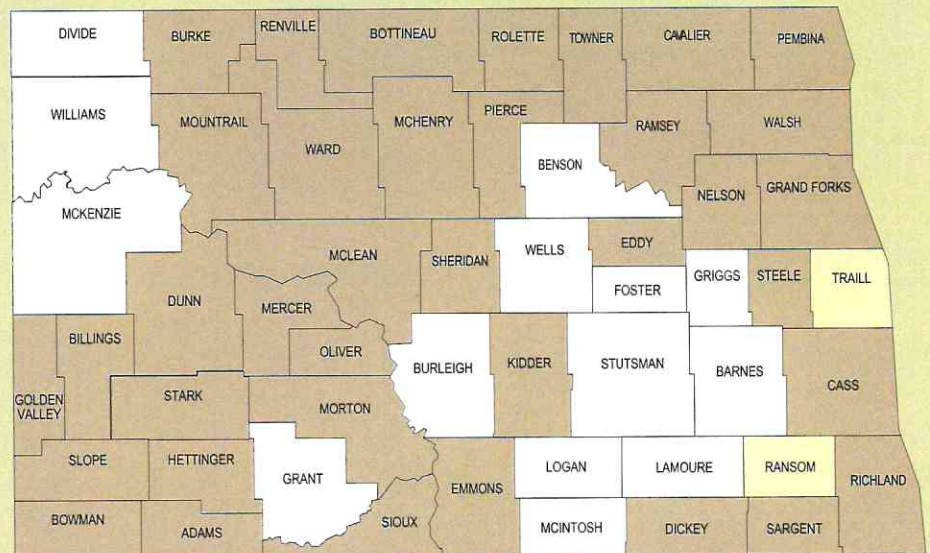 DIVIDE
BURKE
RENVILLE
BOTTINEAU
ROLETTE
TOWNER
CAVALIER
PEMBINA
WILLIAMS
MOUNTRAIL
WARD
MCHENRY
PIERCE
BENSON
RAMSEY
WALSH
MCKENZIE
NELSON
GRAND FORKS
MCLEAN
SHERIDAN
WELLS
EDDY
FOSTER
GRIGGS
STEELE
TRAILL
DUNN
MERCER
OLIVER
BILLINGS
GOLDEN
VALLEY
STARK
MORTON
BURLEIGH
KIDDER
STUTSMAN
BARNES
CASS
SLOPE
HETTINGER
GRANT
EMMONS
LOGAN
LAMOURE
RANSOM
RICHLAND
BOWMAN
ADAMS
SIOUX
MCINTOSH
DICKEY
SARGENT